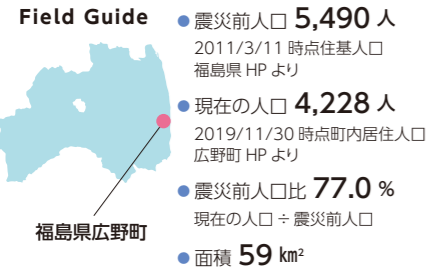 Field Guide
福島県広野町
●震災前人口 5,490 人
2011/3/11 時点住基人口
福島県 HP より
●現在の人口 4,228 人
2019/11/30 時点町内居住人口
広野町 HP より
●震災前人口比 77.0 %
現在の人口 ÷ 震災前人口
●面積 59 km²